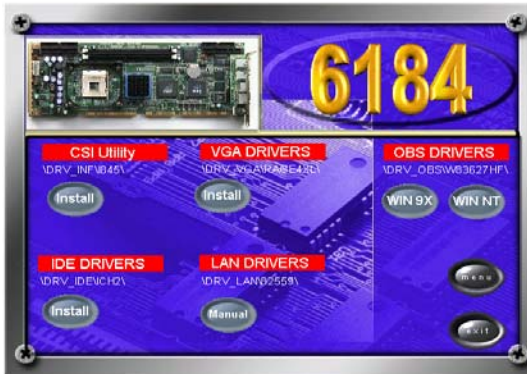 6184
CSI Utility
\DRV_INF\845\
Install
VGA DRIVERS
Install
OBS DRIVERS
\DRV_OBS\W83627HF\
WIN 9X
WIN NT
IDE DRIVERS
\DRV_IDE\ICH2\
Install
LAN DRIVERS
\DRV_LAN\82559\
Manual
menu
exit